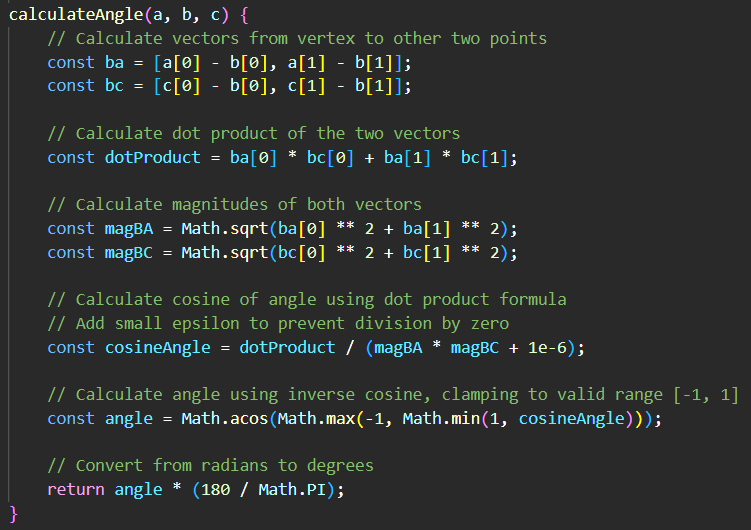 calculateAngle(a, b, c) {
    // Calculate vectors from vertex to other two points
    const ba = [a[0] - b[0], a[1] - b[1]];
    const bc = [c[0] - b[0], c[1] - b[1]];

    // Calculate dot product of the two vectors
    const dotProduct = ba[0] * bc[0] + ba[1] * bc[1];

    // Calculate magnitudes of both vectors
    const magBA = Math.sqrt(ba[0] ** 2 + ba[1] ** 2);
    const magBC = Math.sqrt(bc[0] ** 2 + bc[1] ** 2);

    // Calculate cosine of angle using dot product formula
    // Add small epsilon to prevent division by zero
    const cosineAngle = dotProduct / (magBA * magBC + 1e-6);

    // Calculate angle using inverse cosine, clamping to valid range [-1, 1]
    const angle = Math.acos(Math.max(-1, Math.min(1, cosineAngle)));

    // Convert from radians to degrees
    return angle * (180 / Math.PI);
}